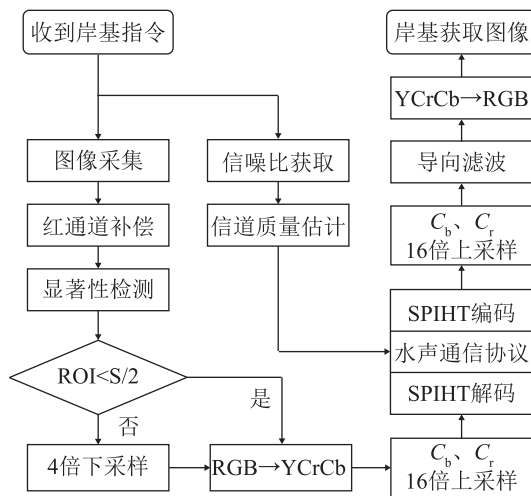 收到岸基指令
图像采集
红通道补偿
显著性检测
ROI<S/2
否
是
4倍下采样
RGB→YCrCb
信噪比获取
信道质量估计
岸基获取图像
YCrCb→RGB
导向滤波
Cb、Cr
16倍上采样
SPIHT编码
水声通信协议
SPIHT解码
Cb、Cr
16倍上采样